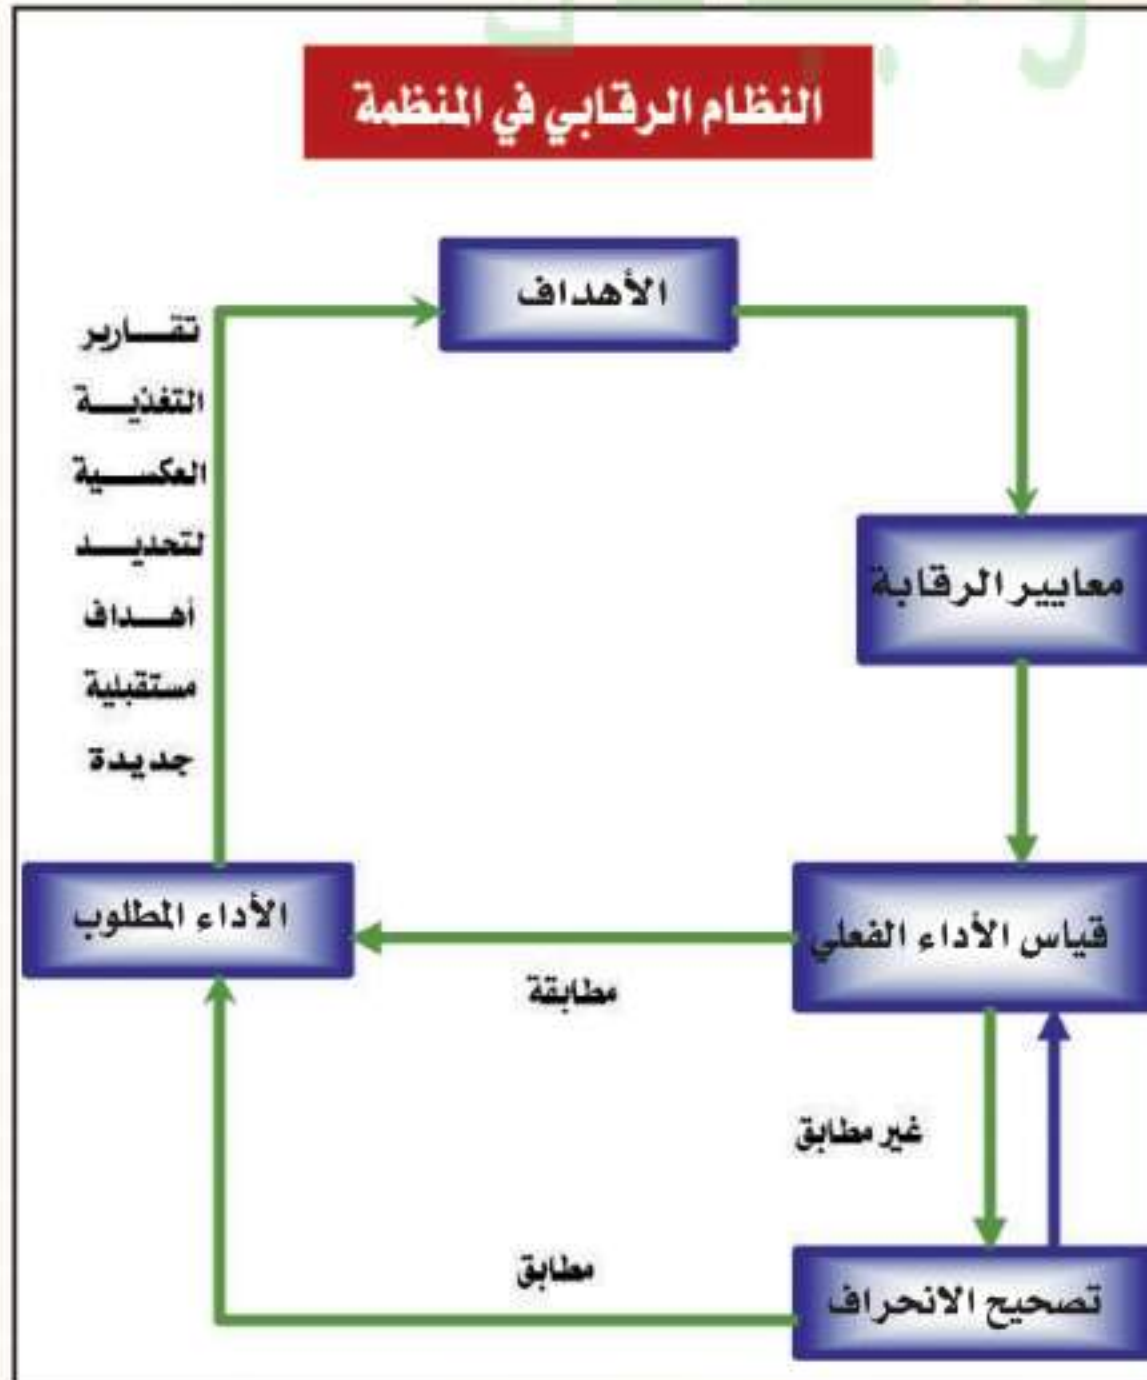 النظام الرقابي في المنظمة
الأهداف
معايير الرقابة
قياس الأداء الفعلي
مطابقة
غير مطابق
تصحيح الانحراف
مطابق
الأداء المطلوب
تقارير
التغذية
العكسية
لتحديد
أهداف
مستقبلية
جديدة